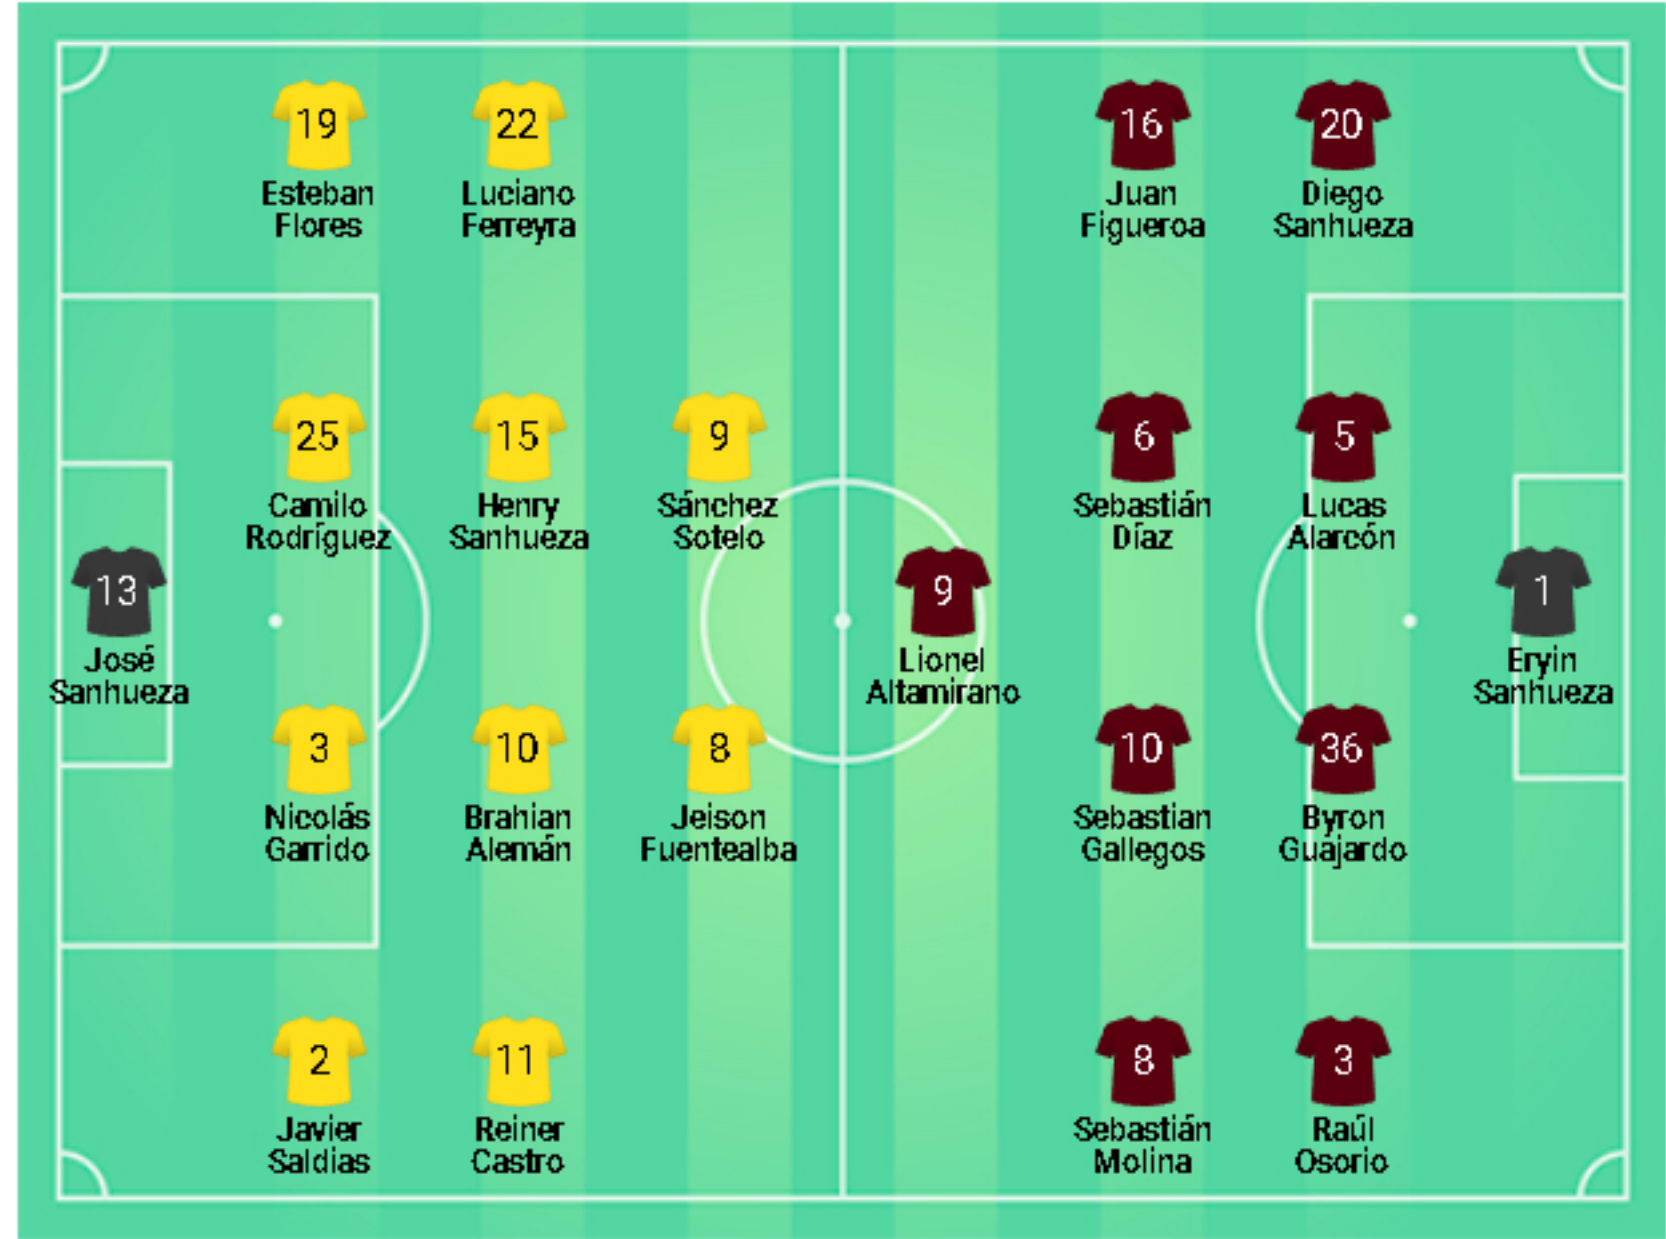 19
Esteban
Flores
22
Luciano
Ferreyra
16
Juan
Figueroa
20
Diego
Sanhueza
25
Camilo
Rodríguez
15
Henry
Sanhueza
9
Sánchez
Sotelo
6
Sebastián
Díaz
5
Lucas
Alarcón
13
José
Sanhueza
9
Lionel
Altamirano
1
Eryin
Sanhueza
3
Nicolás
Garrido
10
Brahian
Alemán
8
Jeison
Fuentealba
10
Sebastian
Gallegos
36
Byron
Guajardo
2
Javier
Saldias
11
Reiner
Castro
8
Sebastián
Molina
3
Raúl
Osorio